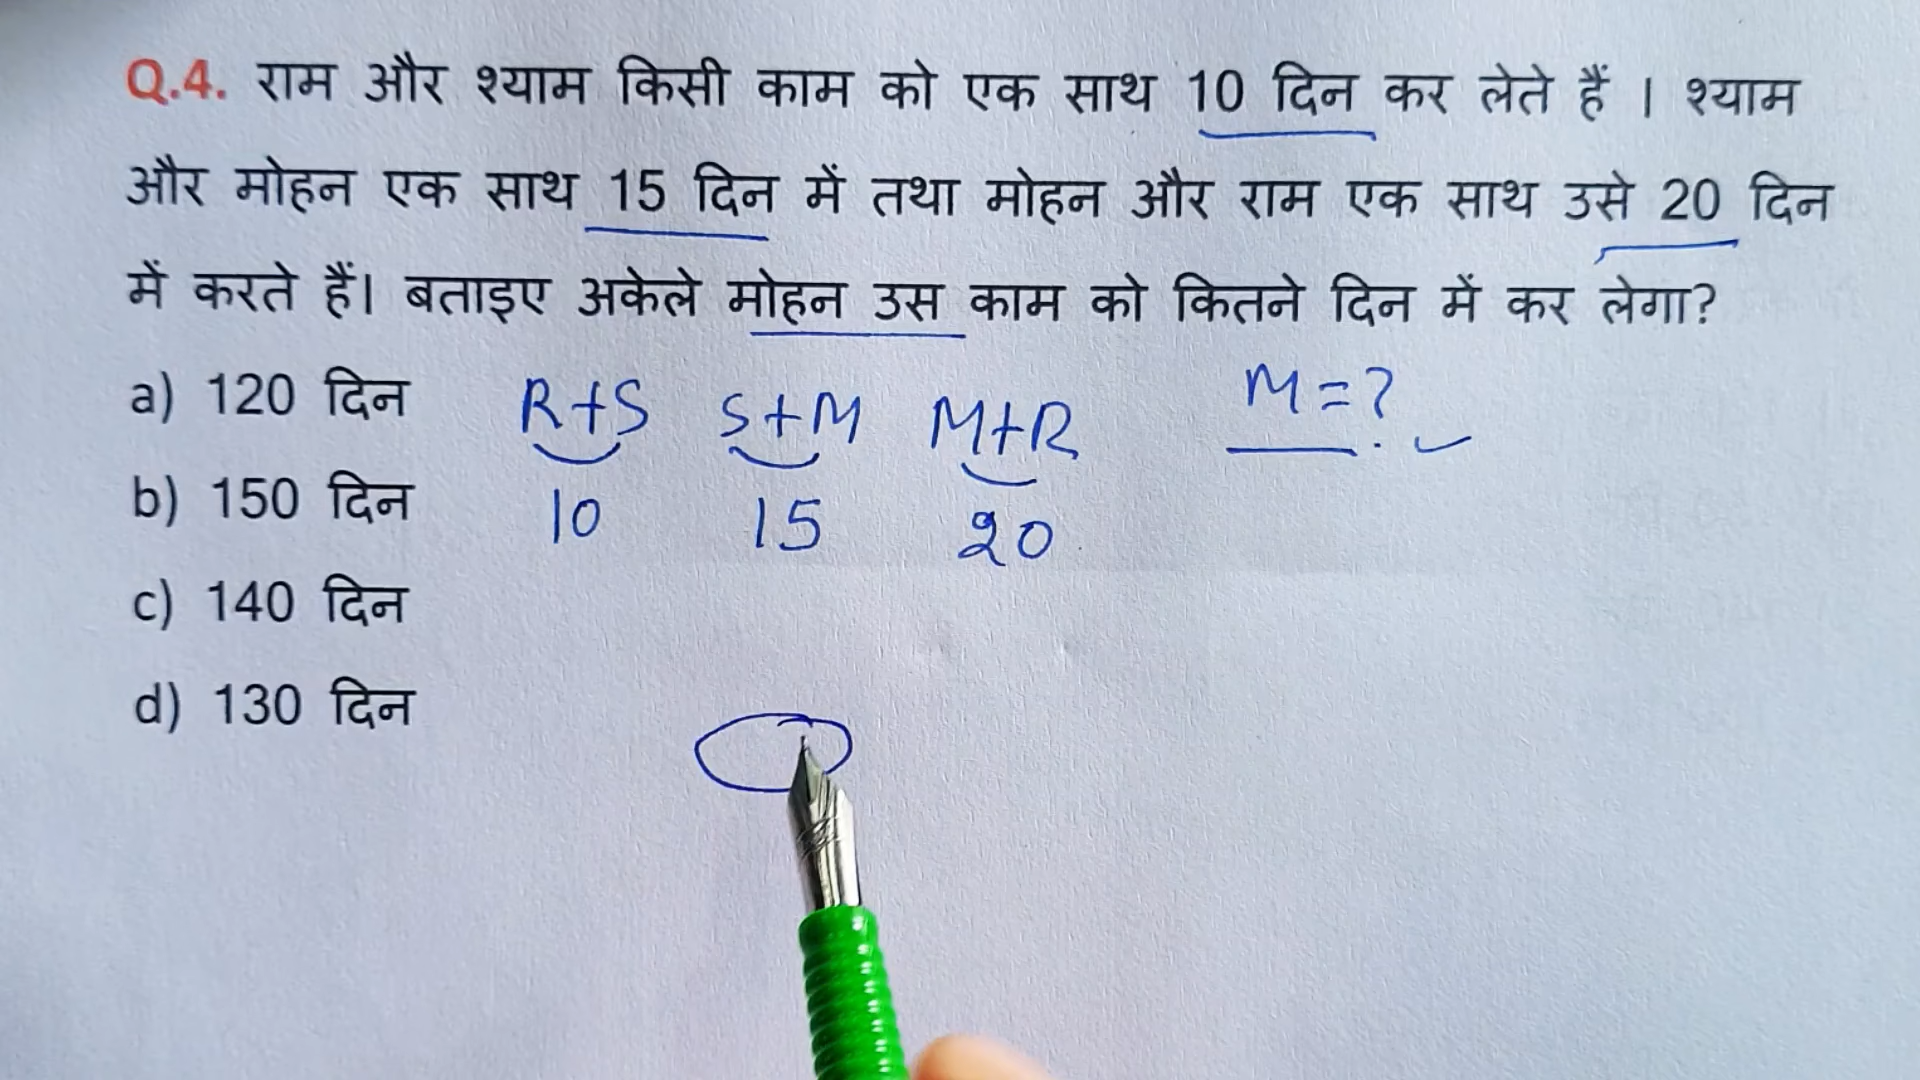 Q.4. राम और श्याम किसी काम को एक साथ 10 दिन कर लेते हैं । श्याम
और मोहन एक साथ 15 दिन में तथा मोहन और राम एक साथ उसे 20 दिन
में करते हैं। बताइए अकेले मोहन उस काम को कितने दिन में कर लेगा?
a) 120 दिन
R+S S+M M+R M=?
b) 150 दिन
10 15 20
c) 140 दिन
d) 130 दिन